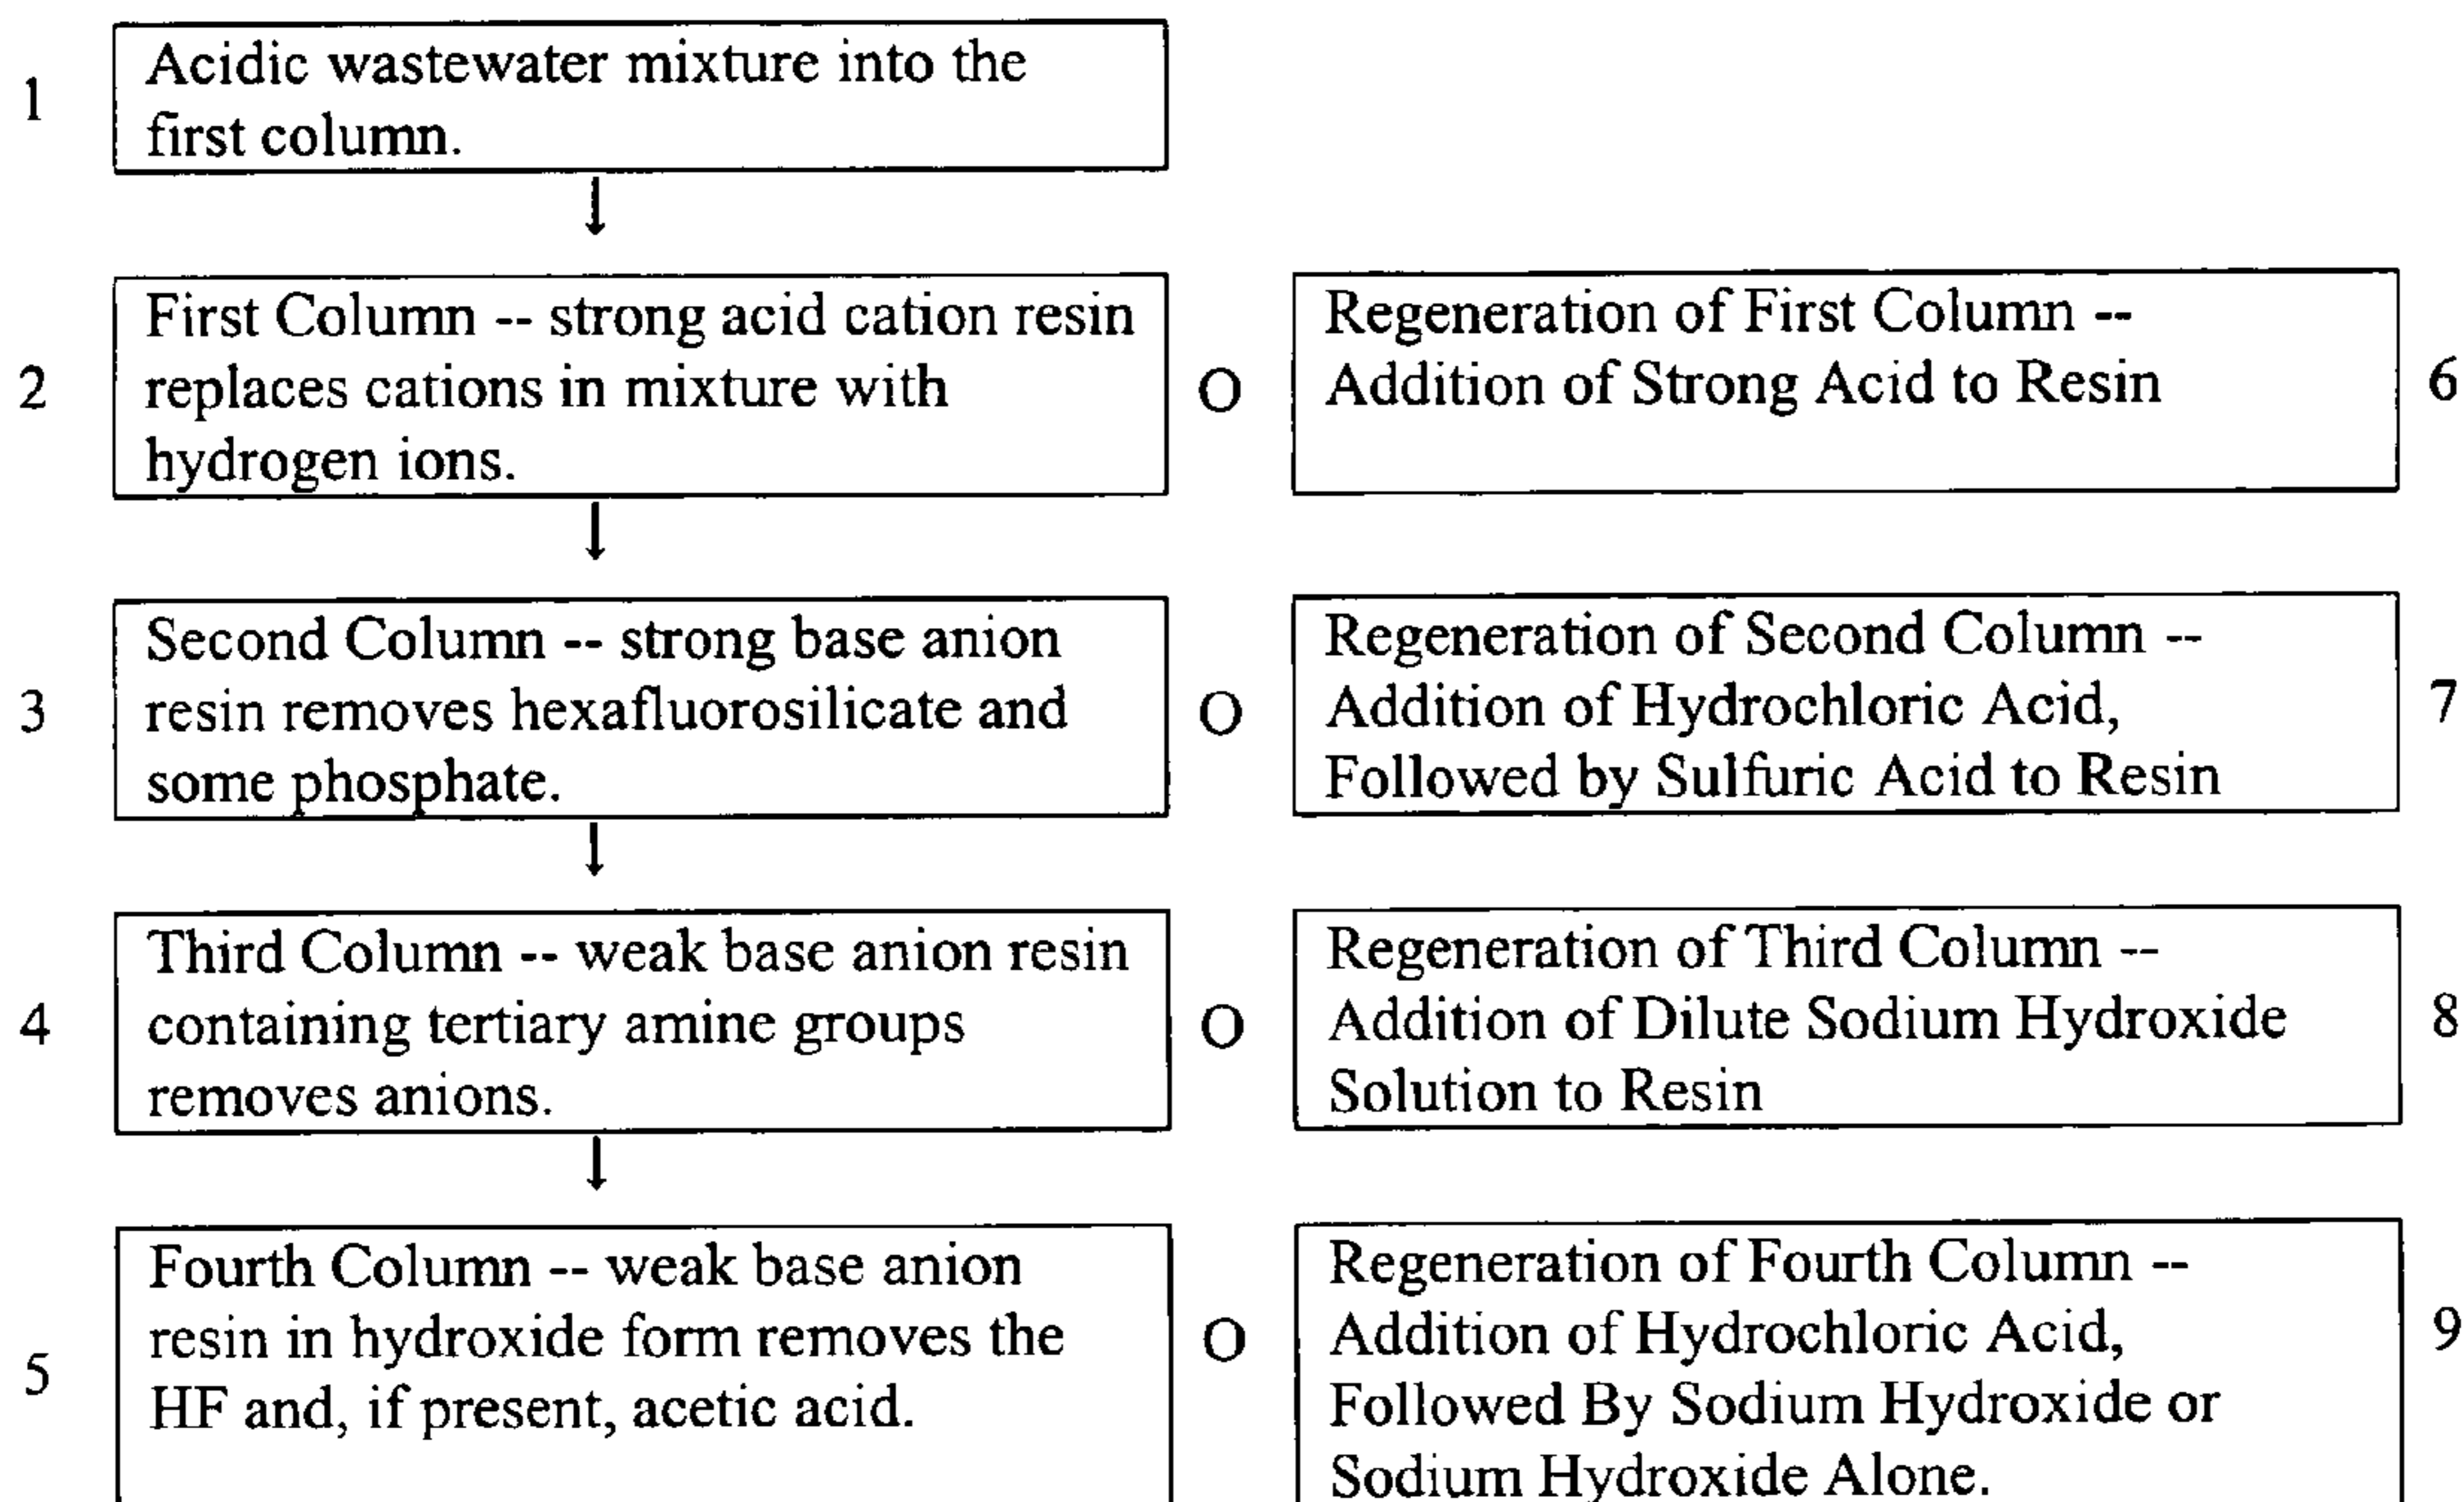 1
Acidic wastewater mixture into the
first column.
2
First Column -- strong acid cation resin
replaces cations in mixture with
hydrogen ions.
O
Regeneration of First Column --
Addition of Strong Acid to Resin
6
3
Second Column -- strong base anion
resin removes hexafluorosilicate and
some phosphate.
O
Regeneration of Second Column --
Addition of Hydrochloric Acid,
Followed by Sulfuric Acid to Resin
7
4
Third Column -- weak base anion resin
containing tertiary amine groups
removes anions.
O
Regeneration of Third Column --
Addition of Dilute Sodium Hydroxide
Solution to Resin
8
5
Fourth Column -- weak base anion
resin in hydroxide form removes the
HF and, if present, acetic acid.
O
Regeneration of Fourth Column --
Addition of Hydrochloric Acid,
Followed By Sodium Hydroxide or
Sodium Hydroxide Alone.
9